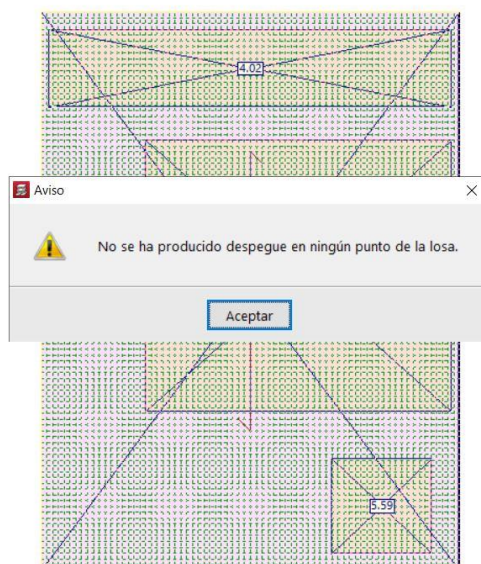 4.02
Aviso
No se ha producido despegue en ningún punto de la losa.
Aceptar
5.59